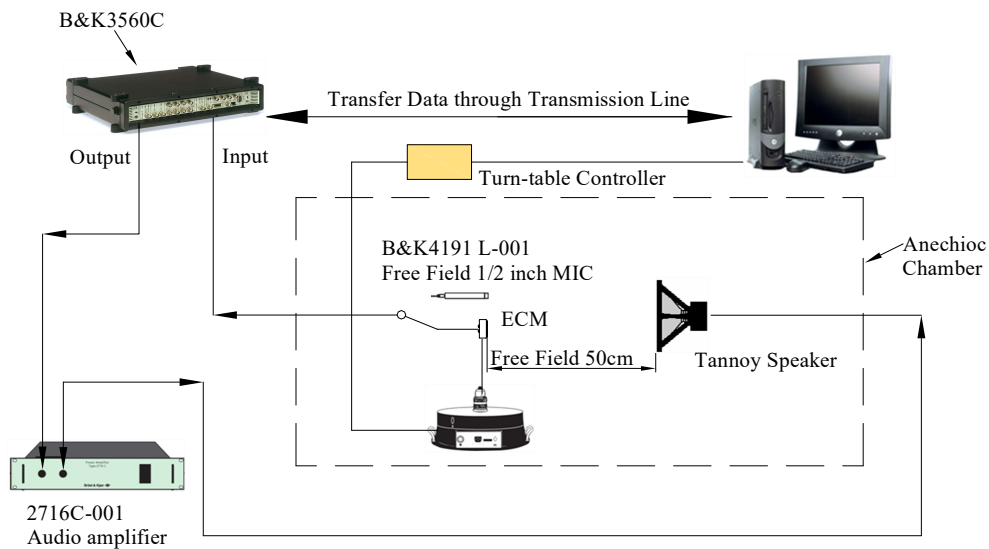 B&K3560C
Transfer Data through Transmission Line
Output
Input
Turn-table Controller
B&K4191 L-001
Free Field 1/2 inch MIC
Anechioc
Chamber
ECM
Free Field 50cm
Tannoy Speaker
2716C-001
Audio amplifier